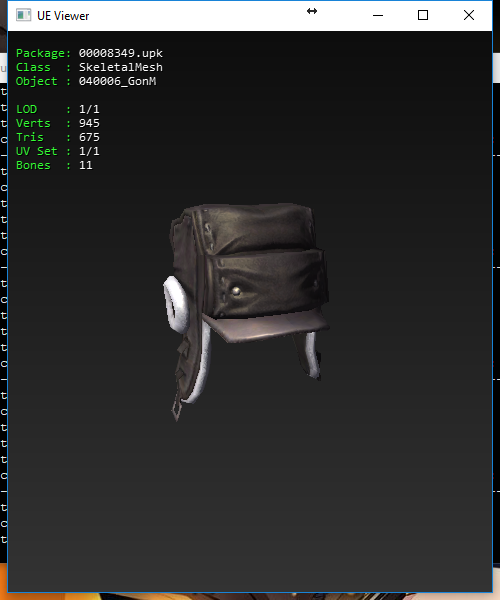 UE Viewer
Package: 00008349.upk
Class : SkeletalMesh
Object : 040006_GonM
LOD : 1/1
Verts : 945
Tris : 675
UV Set : 1/1
Bones : 11